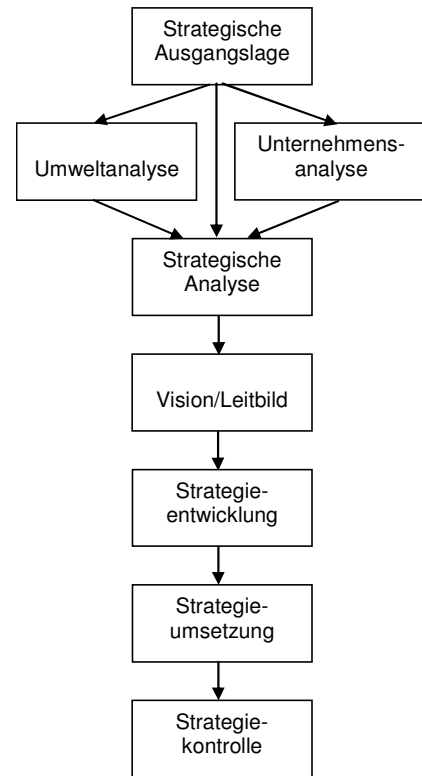 Strategische
Ausgangslage
Umweltanalyse
Unternehmens-
analyse
Strategische
Analyse
Vision/Leitbild
Strategie-
entwicklung
Strategie-
umsetzung
Strategie-
kontrolle